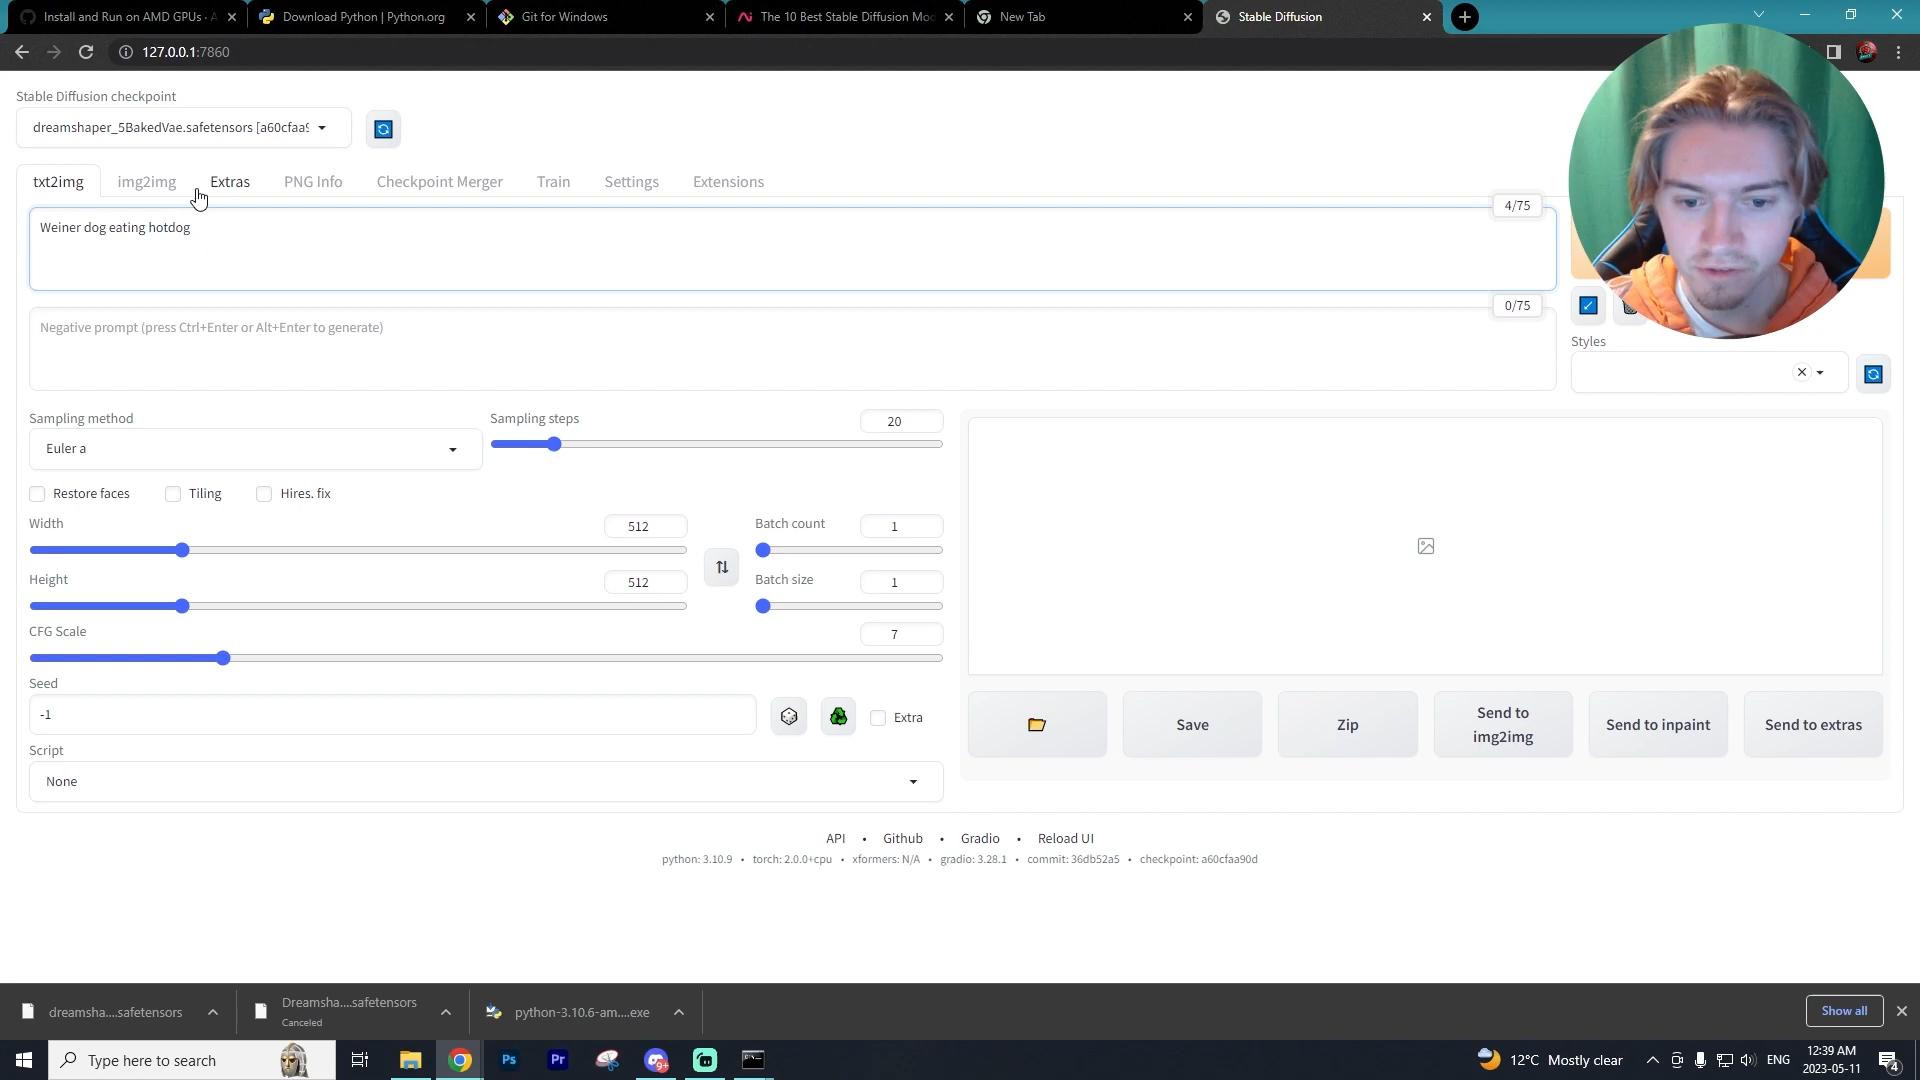 Install and Run on AMD GPUs · A
Download Python | Python.org
Git for Windows
The 10 Best Stable Diffusion Mod
New Tab
Stable Diffusion
127.0.0.1:7860
Stable Diffusion checkpoint
dreamshaper_5BakedVae.safetensors [a60cfaa9
txt2img
img2img
Extras
PNG Info
Checkpoint Merger
Train
Settings
Extensions
4/75
Weiner dog eating hotdog
0/75
Negative prompt (press Ctrl+Enter or Alt+Enter to generate)
Styles
Sampling method
Euler a
Sampling steps
20
Restore faces
Tiling
Hires. fix
Width
512
Batch count
1
Height
512
Batch size
1
CFG Scale
7
Seed
-1
Extra
Script
None
Save
Zip
Send to
img2img
Send to inpaint
Send to extras
API • Github • Gradio • Reload UI
python: 3.10.9 • torch: 2.0.0+cpu • xformers: N/A • gradio: 3.28.1 • commit: 36db52a5 • checkpoint: a60cfaa90d
dreamsha....safetensors
Dreamsha....safetensors
Canceled
python-3.10.6-am....exe
Show all
Type here to search
Ps
Pr
9+
12°C Mostly clear
ENG
12:39 AM
2023-05-11
4